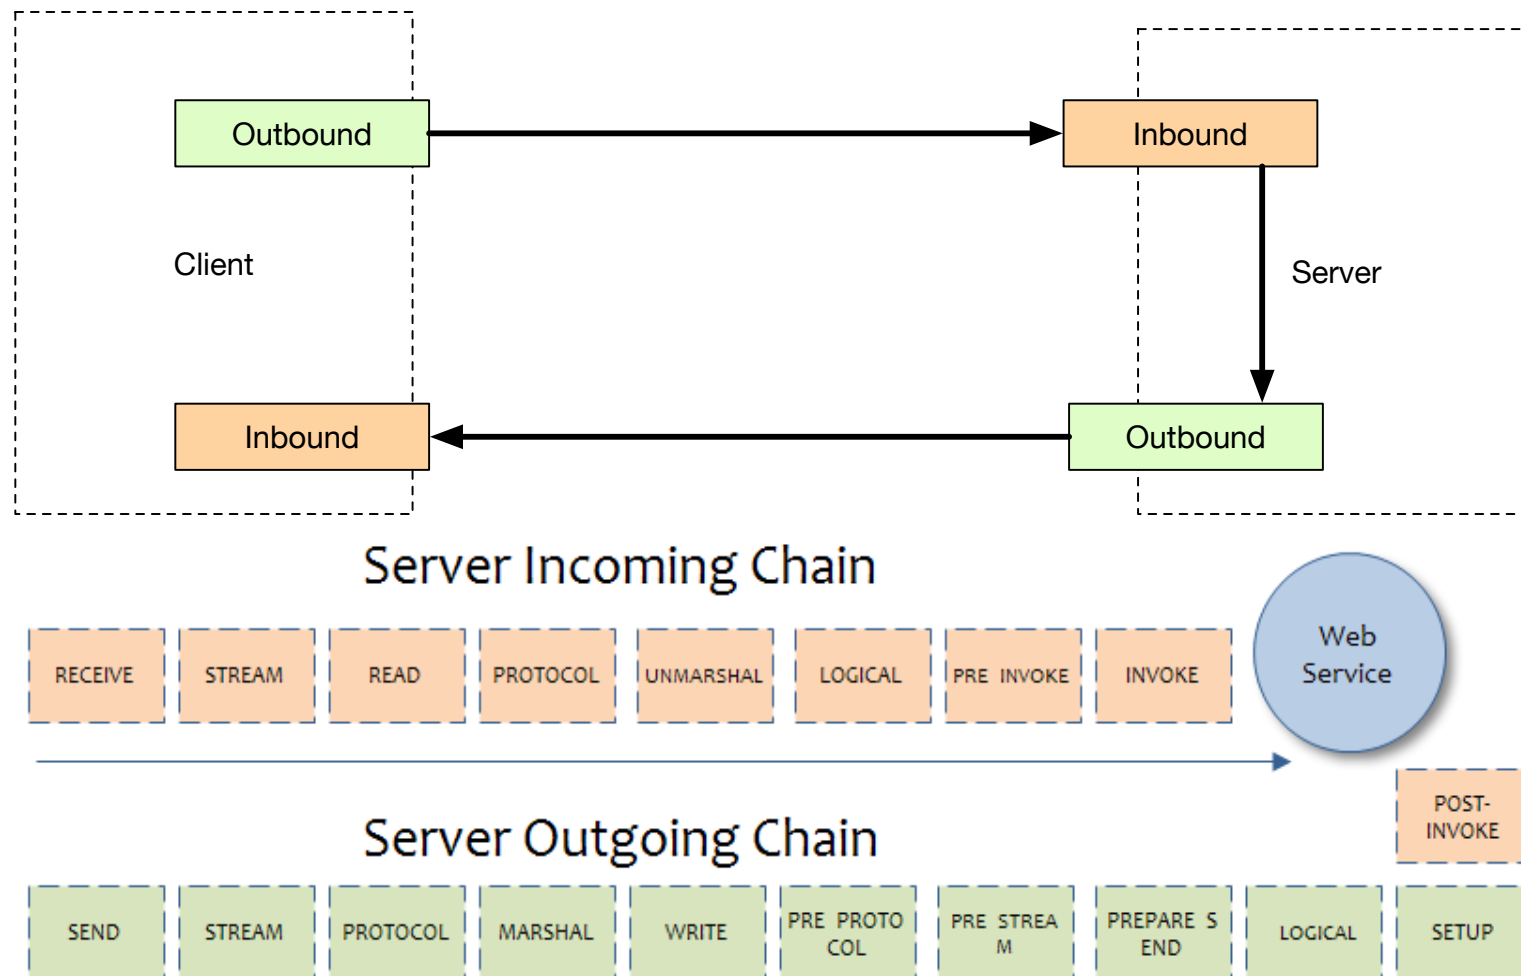 Outbound
Inbound
Client
Server
Inbound
Outbound
Server Incoming Chain
Web
Service
RECEIVE
STREAM
READ
PROTOCOL
UNMARSHAL
LOGICAL
PRE INVOKE
INVOKE
POST-
INVOKE
Server Outgoing Chain
SEND
STREAM
PROTOCOL
MARSHAL
WRITE
PRE PROTO
COL
PRE STREA
M
PREPARE S
END
LOGICAL
SETUP